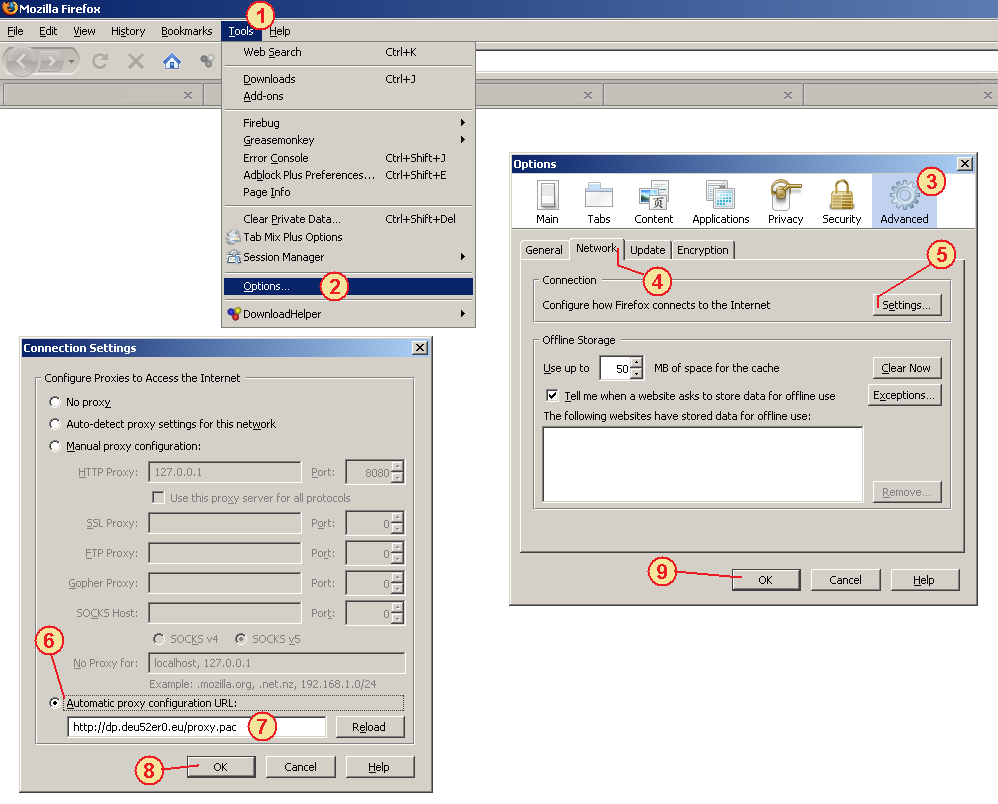 Mozilla Firefox
1
File Edit View History Bookmarks Tools Help
Web Search Ctrl+K
Downloads Ctrl+J
Add-ons
Firebug
Greasemonkey
Error Console Ctrl+Shift+J
Adblock Plus Preferences... Ctrl+Shift+E
Page Info
Clear Private Data... Ctrl+Shift+Del
Tab Mix Plus Options
Session Manager
Options... 2
DownloadHelper
Options
3
Main Tabs Content Applications Privacy Security Advanced
General Network Update Encryption
4
5
Connection
Configure how Firefox connects to the Internet Settings...
Offline Storage
Use up to 50 MB of space for the cache Clear Now
Tell me when a website asks to store data for offline use Exceptions...
The following websites have stored data for offline use:
Remove...
9 OK Cancel Help
Connection Settings
Configure Proxies to Access the Internet
No proxy
Auto-detect proxy settings for this network
Manual proxy configuration:
HTTP Proxy: 127.0.0.1 Port: 8080
Use this proxy server for all protocols
SSL Proxy: Port: 0
FTP Proxy: Port: 0
Gopher Proxy: Port: 0
SOCKS Host: Port: 0
6 SOCKS v4 SOCKS v5
No Proxy for: localhost, 127.0.0.1
Example: .mozilla.org, .net.nz, 192.168.1.0/24
Automatic proxy configuration URL:
http://dp.deu52er0.eu/proxy.pac 7 Reload
8 OK Cancel Help